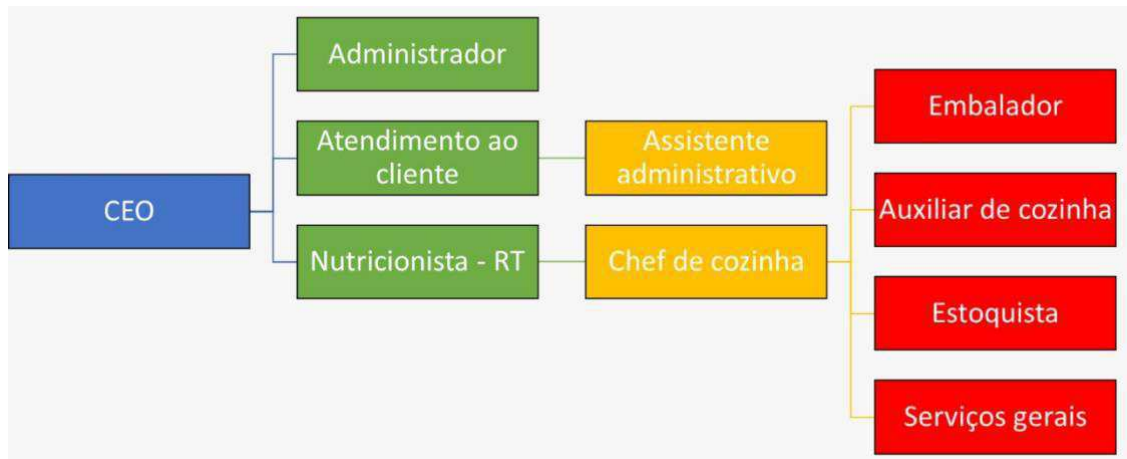 CEO
Administrador
Atendimento ao
cliente
Nutricionista - RT
Assistente
administrativo
Chef de cozinha
Embalador
Auxiliar de cozinha
Estoquista
Serviços gerais